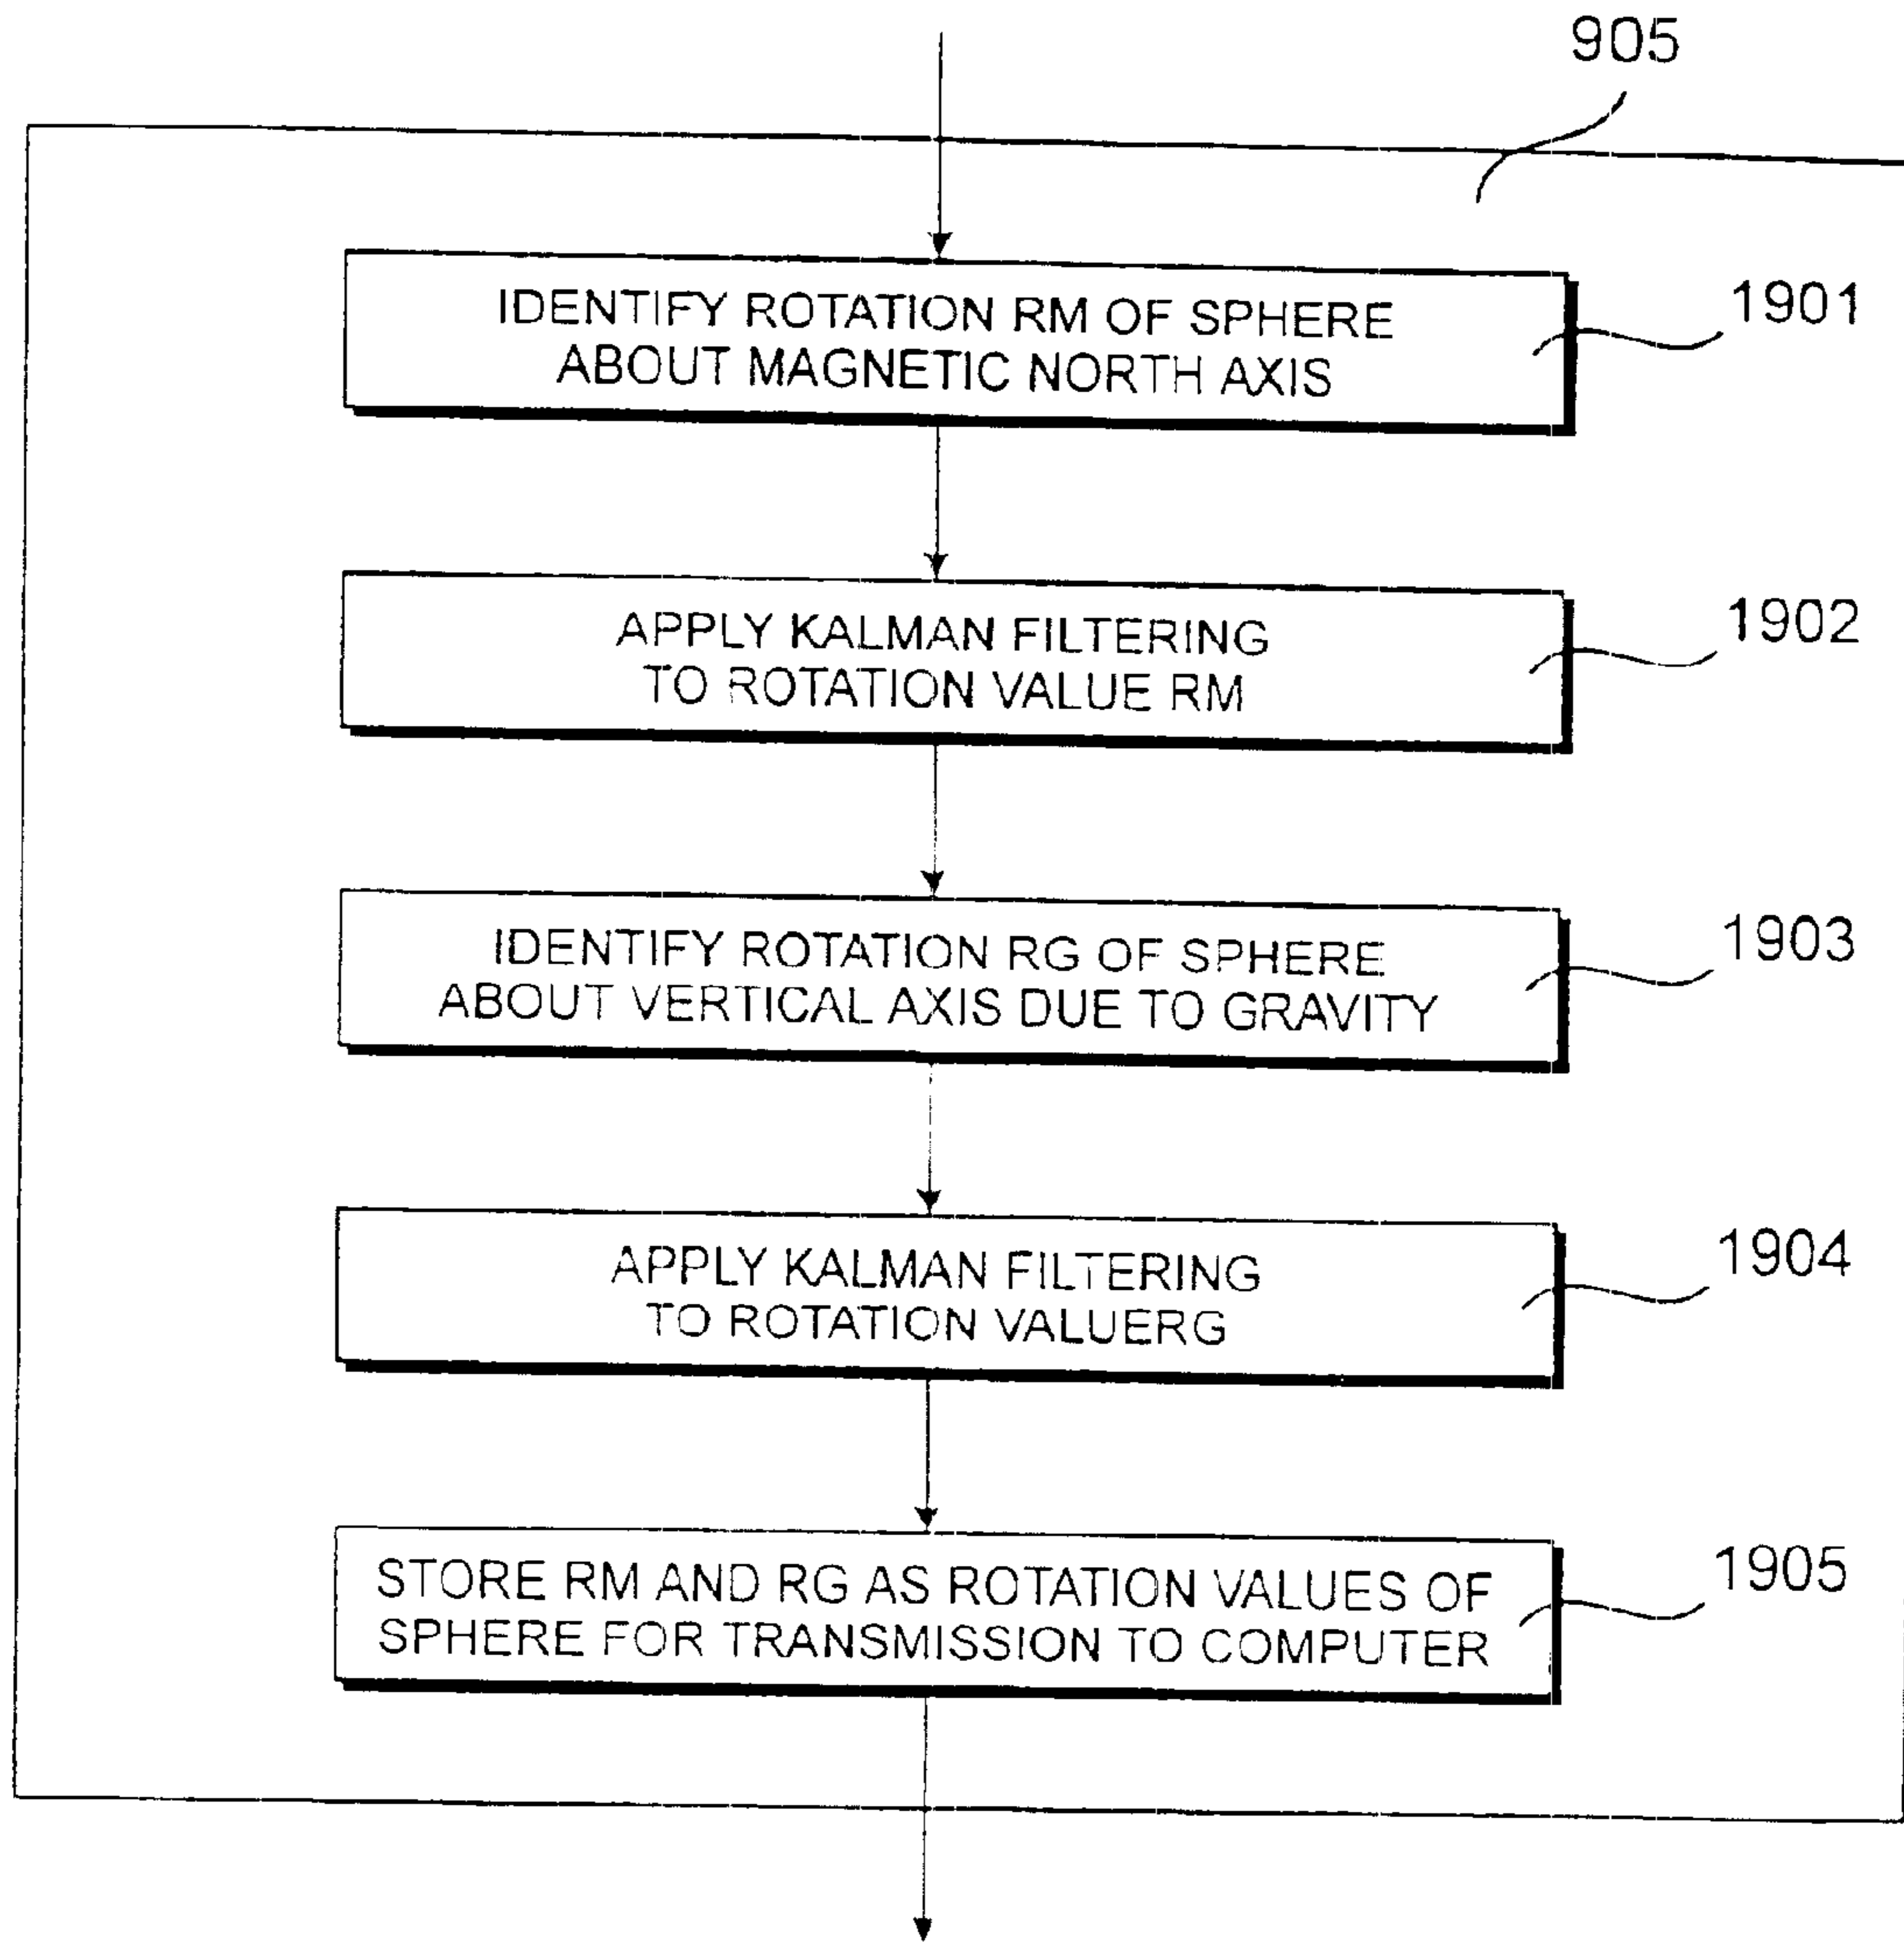 905
IDENTIFY ROTATION RM OF SPHERE
ABOUT MAGNETIC NORTH AXIS
1901
APPLY KALMAN FILTERING
TO ROTATION VALUE RM
1902
IDENTIFY ROTATION RG OF SPHERE
ABOUT VERTICAL AXIS DUE TO GRAVITY
1903
APPLY KALMAN FILTERING
TO ROTATION VALUERG
1904
STORE RM AND RG AS ROTATION VALUES OF
SPHERE FOR TRANSMISSION TO COMPUTER
1905